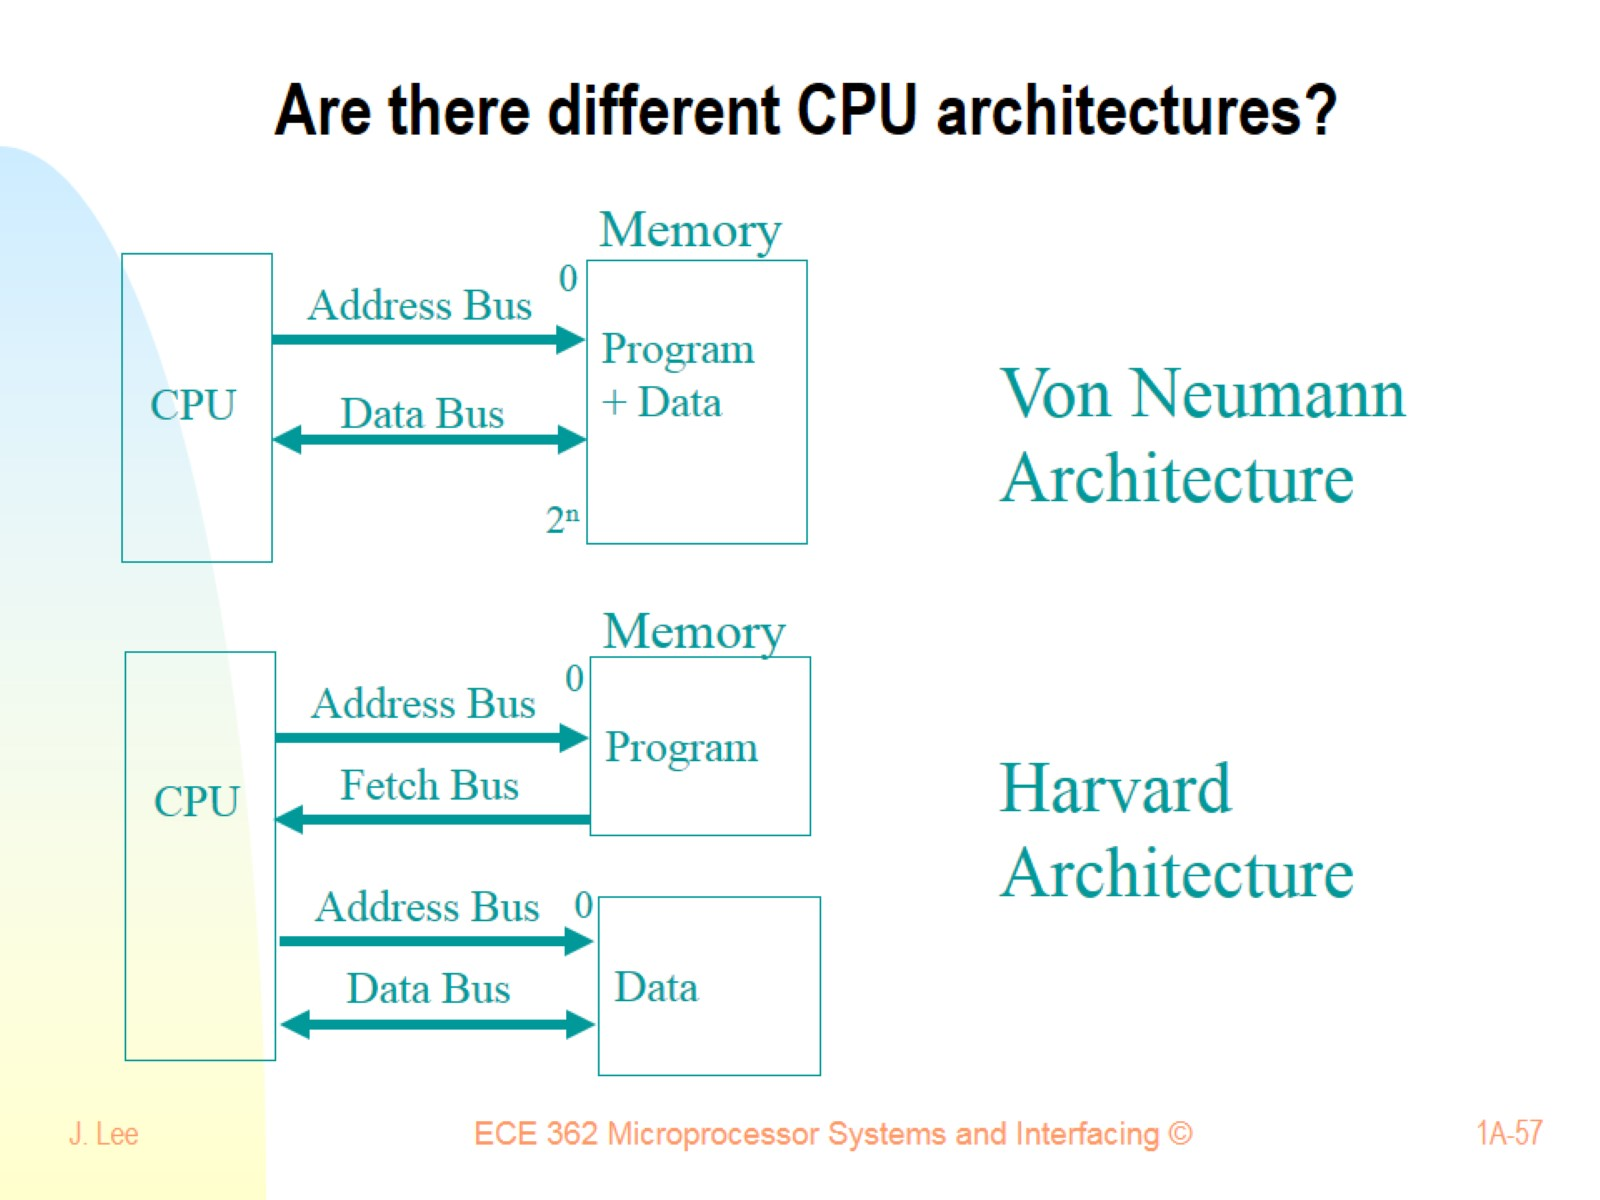 Are there different CPU architectures?
Memory
0
Address Bus
Program
+ Data
CPU
Data Bus
2ⁿ
Von Neumann
Architecture
Memory
0
Address Bus
Program
Fetch Bus
CPU
Address Bus
0
Data Bus
Data
Harvard
Architecture
J. Lee
ECE 362 Microprocessor Systems and Interfacing ©
1A-57